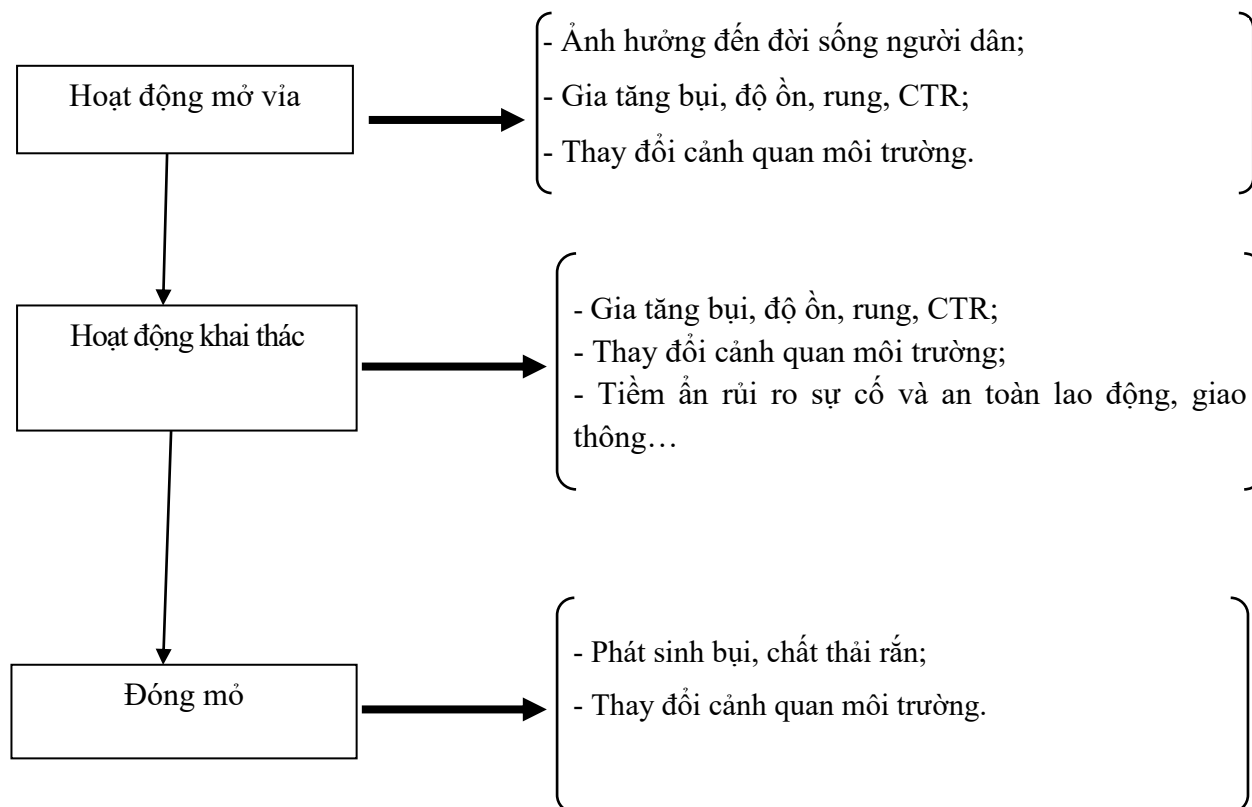 Hoạt động mở vỉa
- Ảnh hưởng đến đời sống người dân;
- Gia tăng bụi, độ ồn, rung, CTR;
- Thay đổi cảnh quan môi trường.
Hoạt động khai thác
- Gia tăng bụi, độ ồn, rung, CTR;
- Thay đổi cảnh quan môi trường;
- Tiềm ẩn rủi ro sự cố và an toàn lao động, giao
thông…
Đóng mỏ
- Phát sinh bụi, chất thải rắn;
- Thay đổi cảnh quan môi trường.